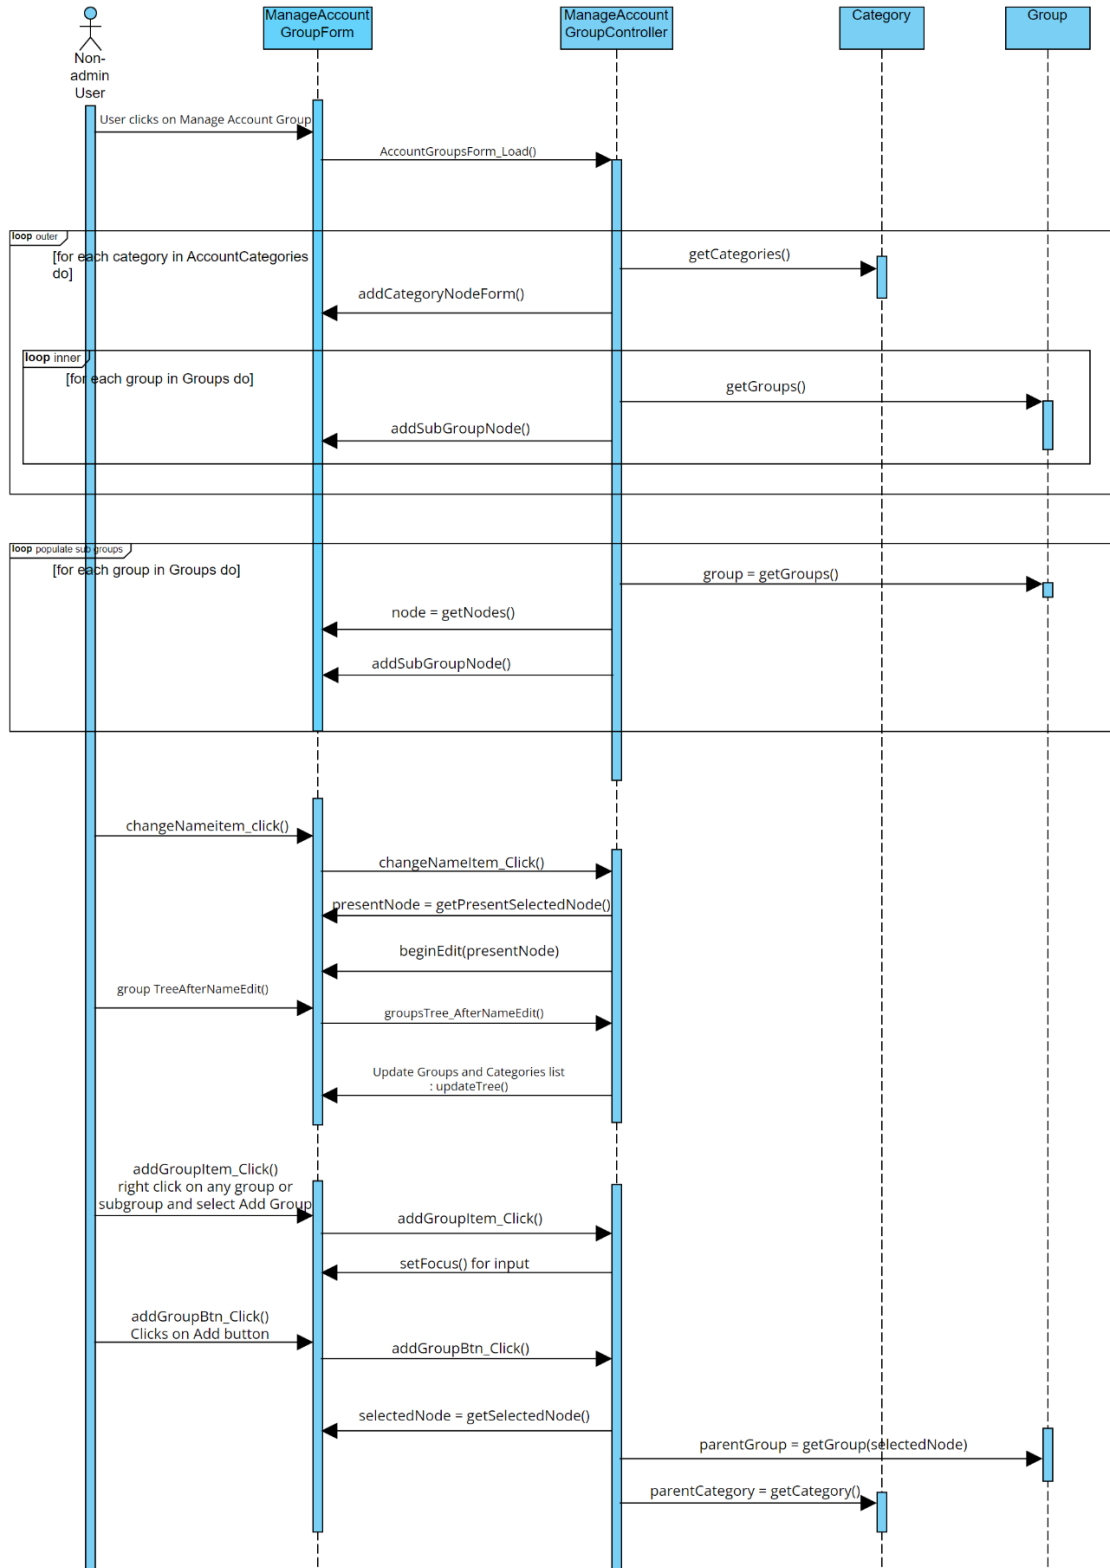 Non-
admin
User
ManageAccount
GroupForm
ManageAccount
GroupController
Category
Group
User clicks on Manage Account Group
AccountGroupsForm_Load()
loop outer
[for each category in AccountCategories
do]
getCategories()
addCategoryNodeForm()
loop inner
[for each group in Groups do]
getGroups()
addSubGroupNode()
loop populate sub groups
[for each group in Groups do]
group = getGroups()
node = getNodes()
addSubGroupNode()
changeNameitem_click()
changeNameItem_Click()
presentNode = getPresentSelectedNode()
beginEdit(presentNode)
group TreeAfterNameEdit()
groupsTree_AfterNameEdit()
Update Groups and Categories list
: updateTree()
addGroupItem_Click()
right click on any group or
subgroup and select Add Group
addGroupItem_Click()
setFocus() for input
addGroupBtn_Click()
Clicks on Add button
addGroupBtn_Click()
selectedNode = getSelectedNode()
parentGroup = getGroup(selectedNode)
parentCategory = getCategory()